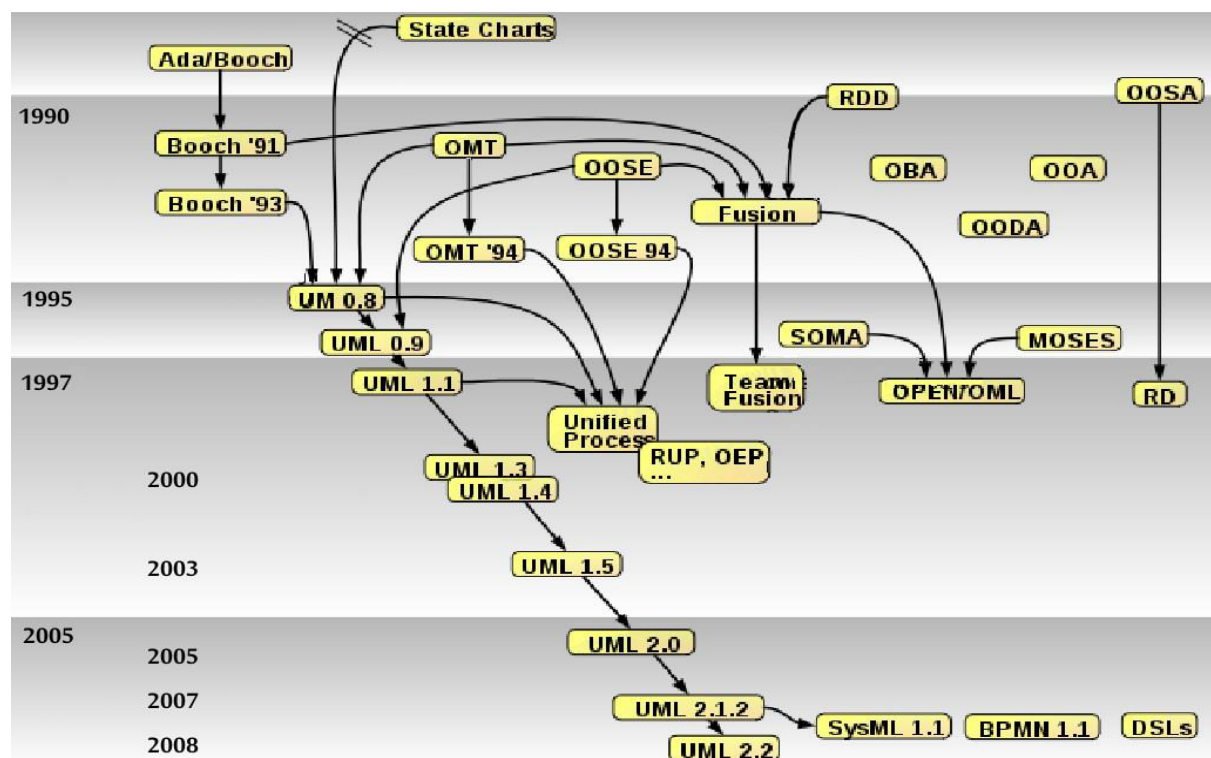 State Charts
Ada/Booch
OOSA
RDD
1990
Booch '91
OMT
OOSE
OBA
OOA
Booch '93
Fusion
OODA
OMT '94
OOSE 94
1995
UM 0.8
SOMA
MOSES
UML 0.9
1997
UML 1.1
Team
Fusion
OPEN/OML
RD
Unified
Process
RUP, OEP
...
UML 1.3
2000
UML 1.4
2003
UML 1.5
2005
UML 2.0
2005
2007
UML 2.1.2
SysML 1.1
BPMN 1.1
DSLs
2008
UML 2.2